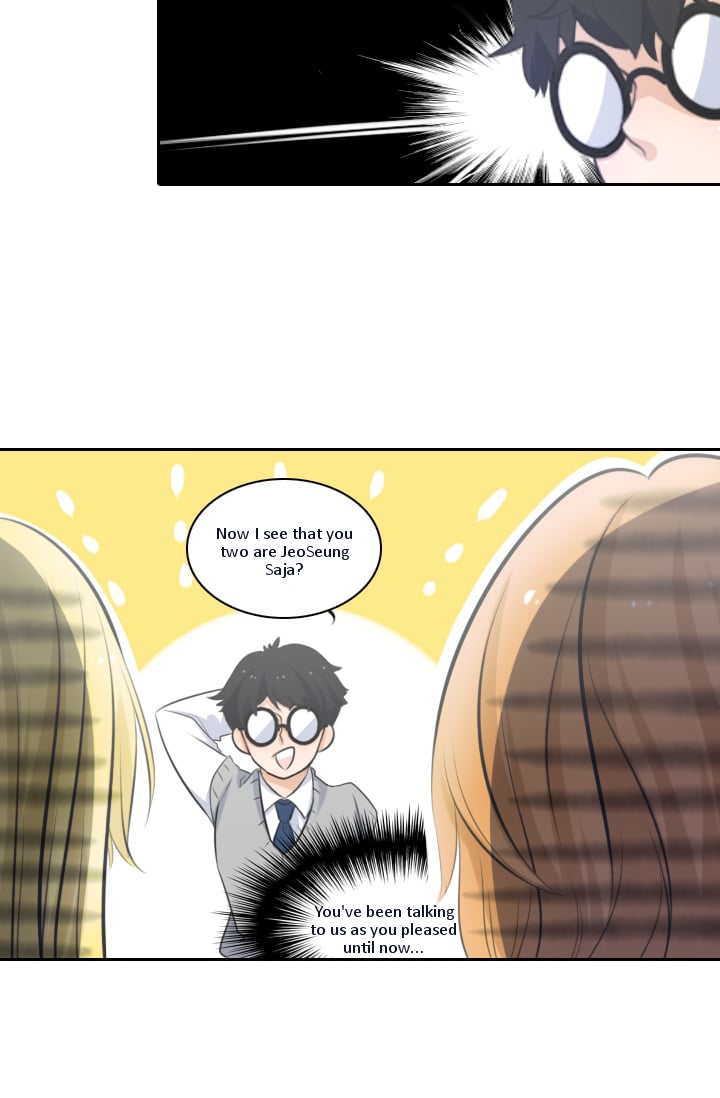 Now I see that you
two are JeoSeung
Saja?
You've been talking
to us as you pleased
until now...